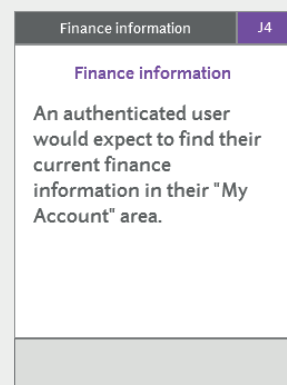 Finance information
J4
Finance information
An authenticated user
would expect to find their
current finance
information in their "My
Account" area.